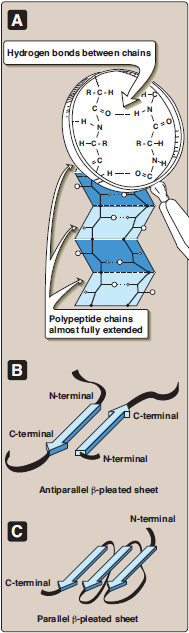 A
Hydrogen bonds between chains
R-C-H
C=O
H
N
H
N
C=O
H-C-R
R-C-H
N-H
C
H
O=C
Polypeptide chains
almost fully extended
B
N-terminal
C-terminal
C-terminal
N-terminal
Antiparallel β-pleated sheet
C
N-terminal
C-terminal
Parallel β-pleated sheet